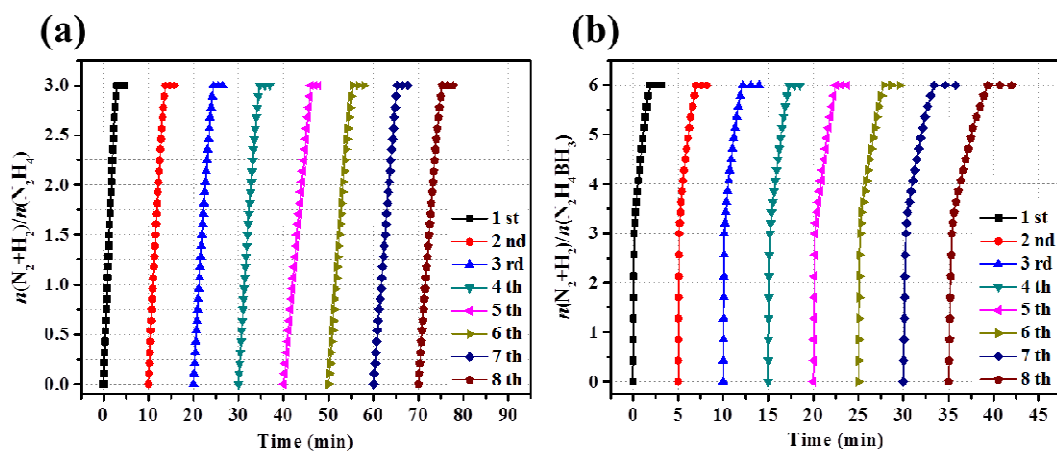 (a)
n(N₂+H₂)/n(N₂H₄)
3.0
2.5
2.0
1.5
1.0
0.5
0.0
1 st
2 nd
3 rd
4 th
5 th
6 th
7 th
8 th
0 10 20 30 40 50 60 70 80 90
Time (min)
(b)
n(N₂+H₂)/n(N₂H₄BH₃)
6
5
4
3
2
1
0
1 st
2 nd
3 rd
4 th
5 th
6 th
7 th
8 th
0 5 10 15 20 25 30 35 40 45
Time (min)